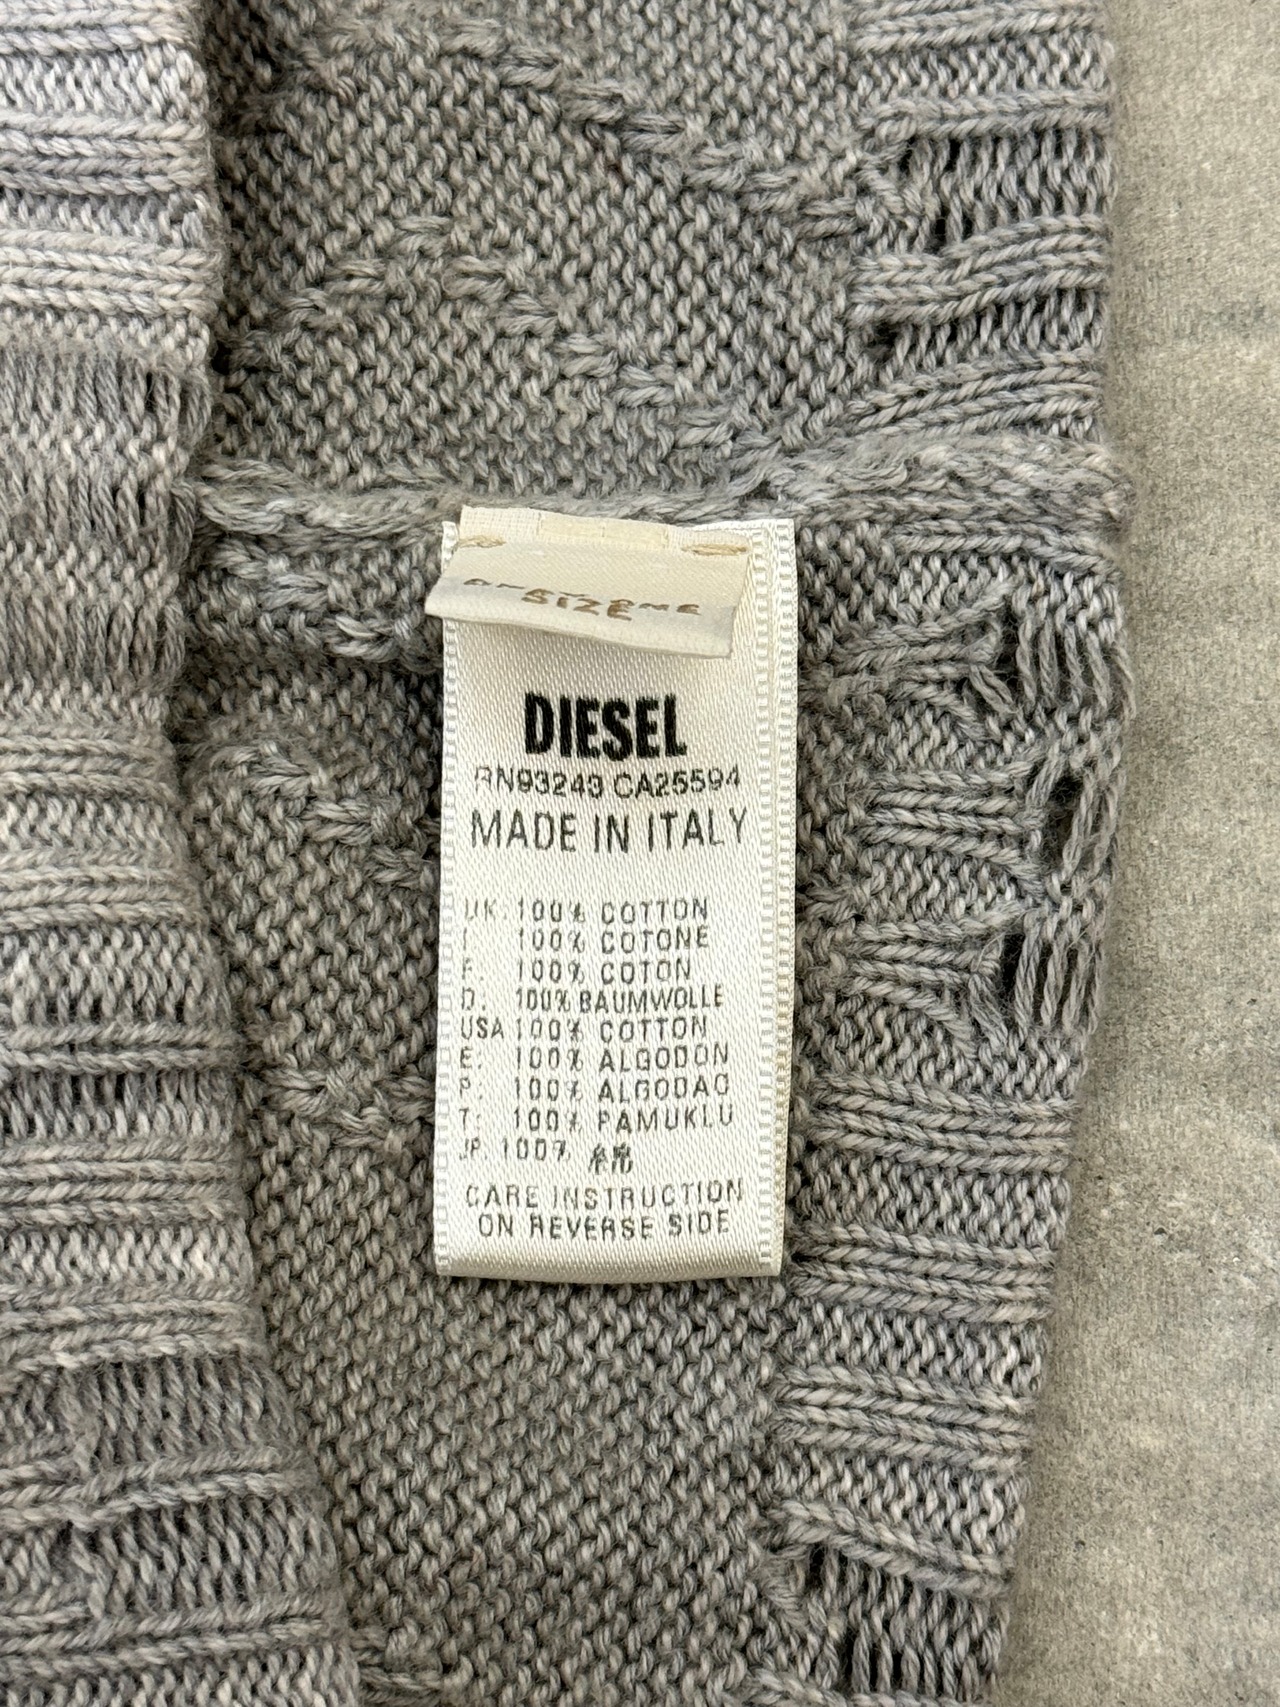 SIZE
DIESEL
RN93243 CA25594
MADE IN ITALY
UK: 100% COTTON
I 100% COTONE
F: 100% COTON
D: 100% BAUMWOLLE
USA 100% COTTON
E: 100% ALGODON
P: 100% ALGODAO
T: 100% PAMUKLU
JP. 100% 綿
CARE INSTRUCTION
ON REVERSE SIDE